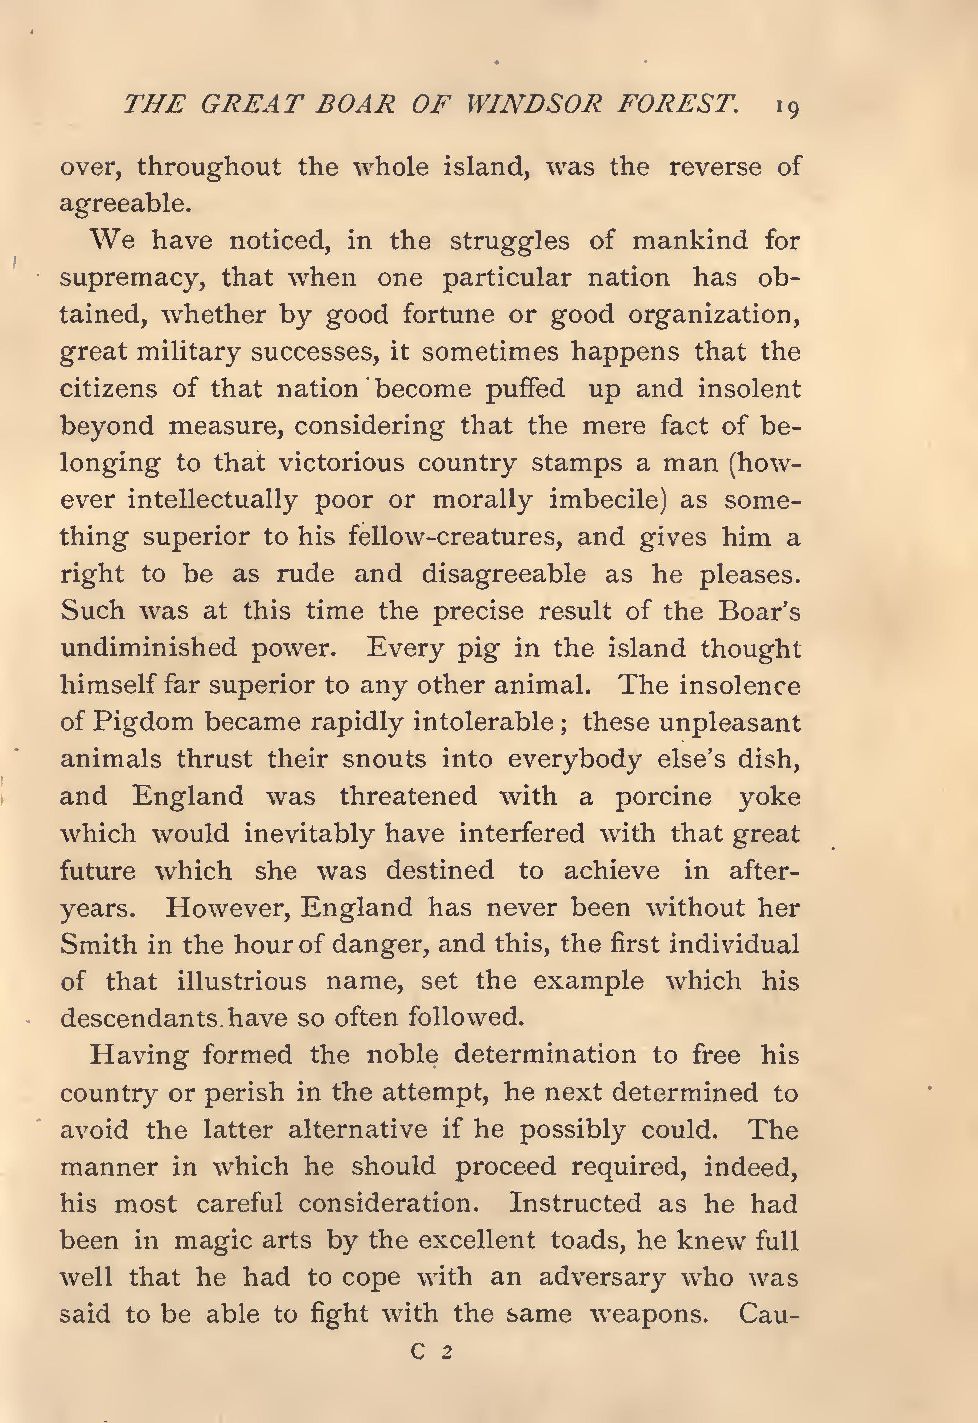 THE GREAT BOAR OF WINDSOR FOREST. 19
over, throughout the whole island, was the reverse of
agreeable.
We have noticed, in the struggles of mankind for
supremacy, that when one particular nation has ob-
tained, whether by good fortune or good organization,
great military successes, it sometimes happens that the
citizens of that nation become puffed up and insolent
beyond measure, considering that the mere fact of be-
longing to that victorious country stamps a man (how-
ever intellectually poor or morally imbecile) as some-
thing superior to his fellow-creatures, and gives him a
right to be as rude and disagreeable as he pleases.
Such was at this time the precise result of the Boar's
undiminished power. Every pig in the island thought
himself far superior to any other animal. The insolence
of Pigdom became rapidly intolerable; these unpleasant
animals thrust their snouts into everybody else's dish,
and England was threatened with a porcine yoke
which would inevitably have interfered with that great
future which she was destined to achieve in after-
years. However, England has never been without her
Smith in the hour of danger, and this, the first individual
of that illustrious name, set the example which his
descendants have so often followed.
Having formed the noble determination to free his
country or perish in the attempt, he next determined to
avoid the latter alternative if he possibly could. The
manner in which he should proceed required, indeed,
his most careful consideration. Instructed as he had
been in magic arts by the excellent toads, he knew full
well that he had to cope with an adversary who was
said to be able to fight with the same weapons. Cau-
C 2